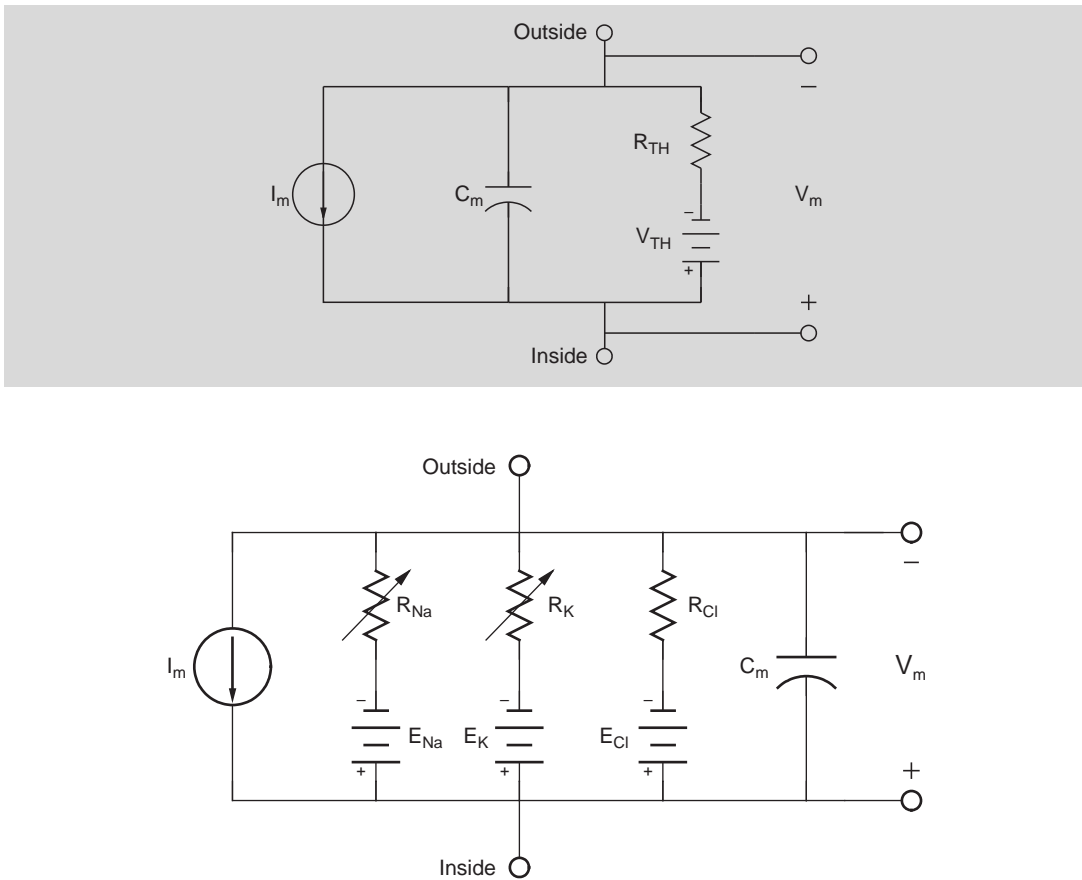 Outside
−
R_TH
I_m
C_m
V_m
−
V_TH
+
+
Inside
Outside
−
R_Na
R_K
R_Cl
I_m
C_m
V_m
−
−
−
E_Na
E_K
E_Cl
+
+
+
+
Inside